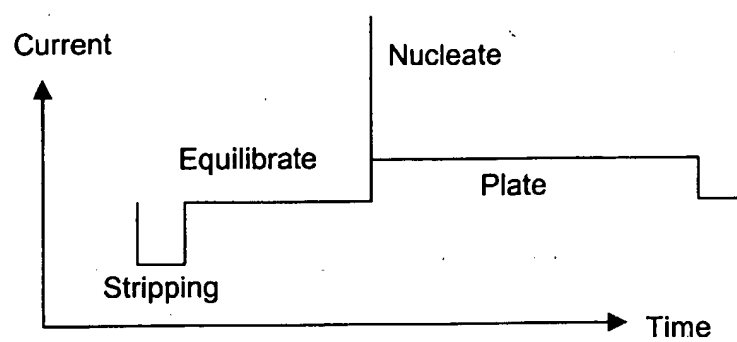 Current
Nucleate
Equilibrate
Plate
Stripping
Time